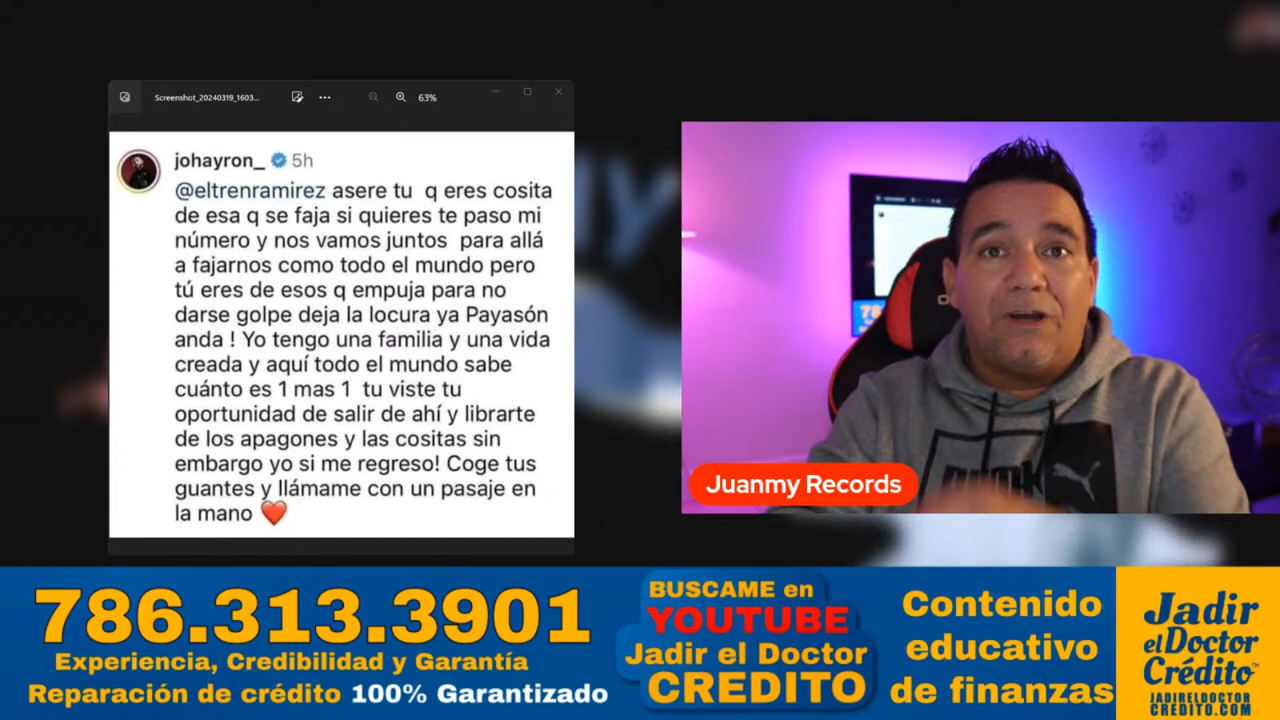 Screenshot_20240319_1603...
63%
johayron_ 5h
@eltrenramirez asere tu q eres cosita
de esa q se faja si quieres te paso mi
número y nos vamos juntos para allá
a fajarnos como todo el mundo pero
tú eres de esos q empuja para no
darse golpe deja la locura ya Payasón
anda ! Yo tengo una familia y una vida
creada y aquí todo el mundo sabe
cuánto es 1 mas 1 tu viste tu
oportunidad de salir de ahí y librarte
de los apagones y las cositas sin
embargo yo si me regreso! Coge tus
guantes y llámame con un pasaje en
la mano ❤️
Juanmy Records
786.313.3901
Experiencia, Credibilidad y Garantía
Reparación de crédito 100% Garantizado
BUSCAME en
YOUTUBE
Jadir el Doctor
CREDITO
Contenido
educativo
de finanzas
Jadir
el Doctor
Crédito™
JADIRELDOCTOR
CREDITO.COM